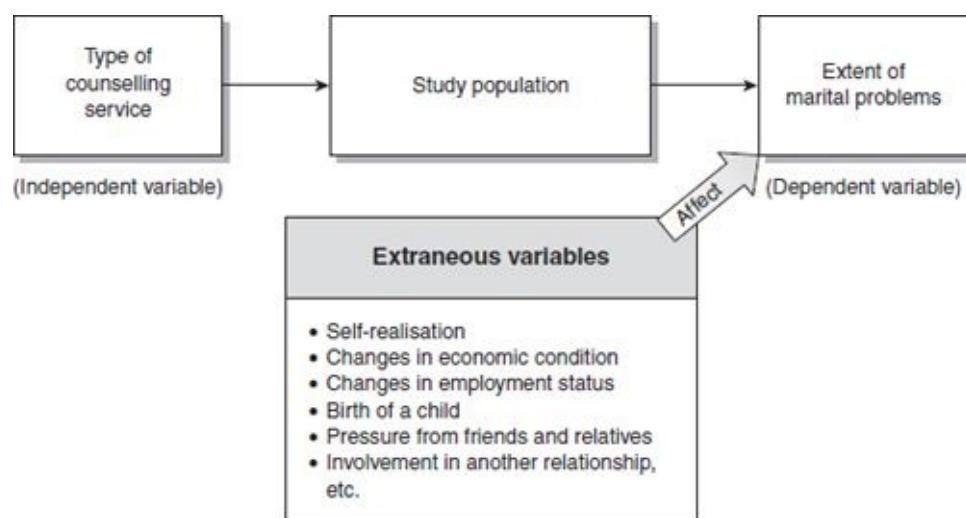 Type of
counselling
service
Study population
Extent of
marital problems
(Independent variable)
(Dependent variable)
Affect
Extraneous variables
• Self-realisation
• Changes in economic condition
• Changes in employment status
• Birth of a child
• Pressure from friends and relatives
• Involvement in another relationship,
etc.